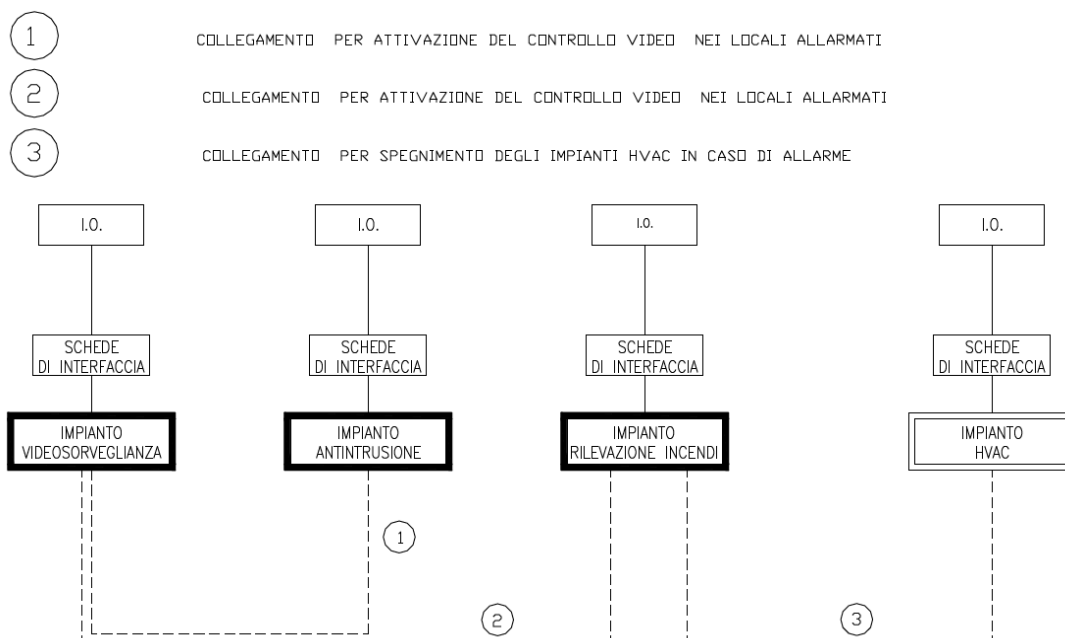 1 COLLEGAMENTO PER ATTIVAZIONE DEL CONTROLLO VIDEO NEI LOCALI ALLARMATI
2 COLLEGAMENTO PER ATTIVAZIONE DEL CONTROLLO VIDEO NEI LOCALI ALLARMATI
3 COLLEGAMENTO PER SPEGNIMENTO DEGLI IMPIANTI HVAC IN CASO DI ALLARME
I.O.
I.O.
I.O.
I.O.
SCHEDE
DI INTERFACCIA
SCHEDE
DI INTERFACCIA
SCHEDE
DI INTERFACCIA
SCHEDE
DI INTERFACCIA
IMPIANTO
VIDEOSORVEGLIANZA
IMPIANTO
ANTINTRUSIONE
IMPIANTO
RILEVAZIONE INCENDI
IMPIANTO
HVAC
1
2
3